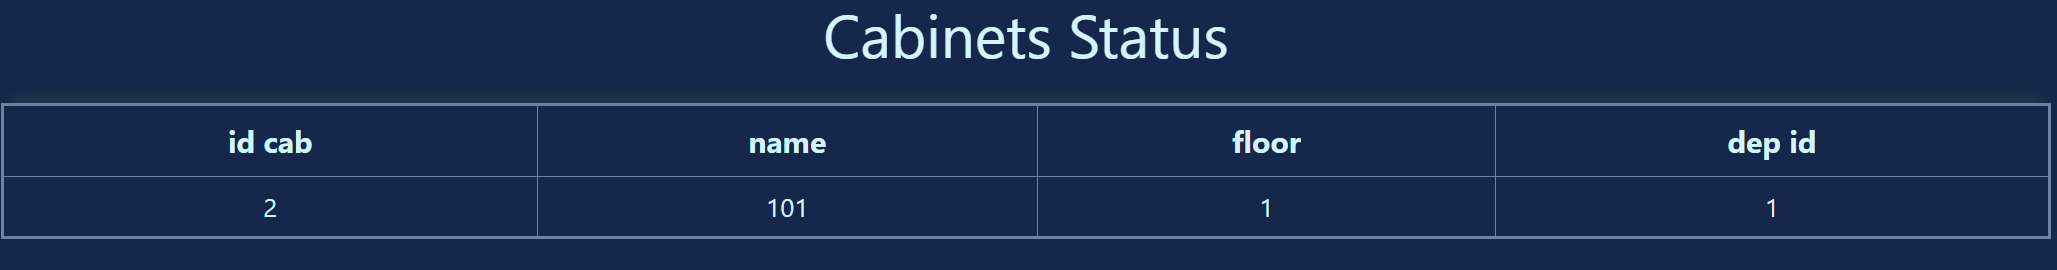 Cabinets Status
id cab name floor dep id
2 101 1 1